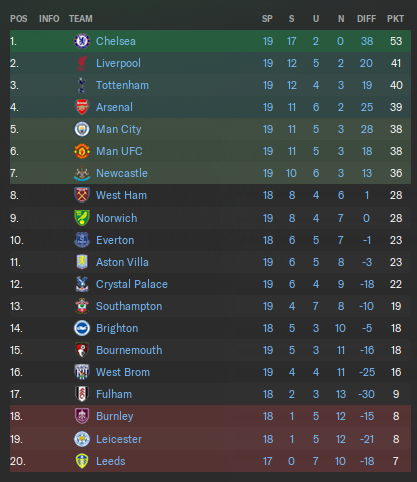 POS INFO TEAM SP S U N DIFF PKT
1. Chelsea 19 17 2 0 38 53
2. Liverpool 19 12 5 2 20 41
3. Tottenham 19 12 4 3 19 40
4. Arsenal 19 11 6 2 25 39
5. Man City 19 11 5 3 28 38
6. Man UFC 19 11 5 3 18 38
7. Newcastle 19 10 6 3 13 36
8. West Ham 18 8 4 6 1 28
9. Norwich 19 8 4 7 0 28
10. Everton 18 6 5 7 -1 23
11. Aston Villa 19 6 5 8 -3 23
12. Crystal Palace 19 6 4 9 -18 22
13. Southampton 19 4 7 8 -10 19
14. Brighton 18 5 3 10 -5 18
15. Bournemouth 19 5 3 11 -16 18
16. West Brom 19 4 4 11 -25 16
17. Fulham 18 2 3 13 -30 9
18. Burnley 18 1 5 12 -15 8
19. Leicester 18 1 5 12 -21 8
20. Leeds 17 0 7 10 -18 7